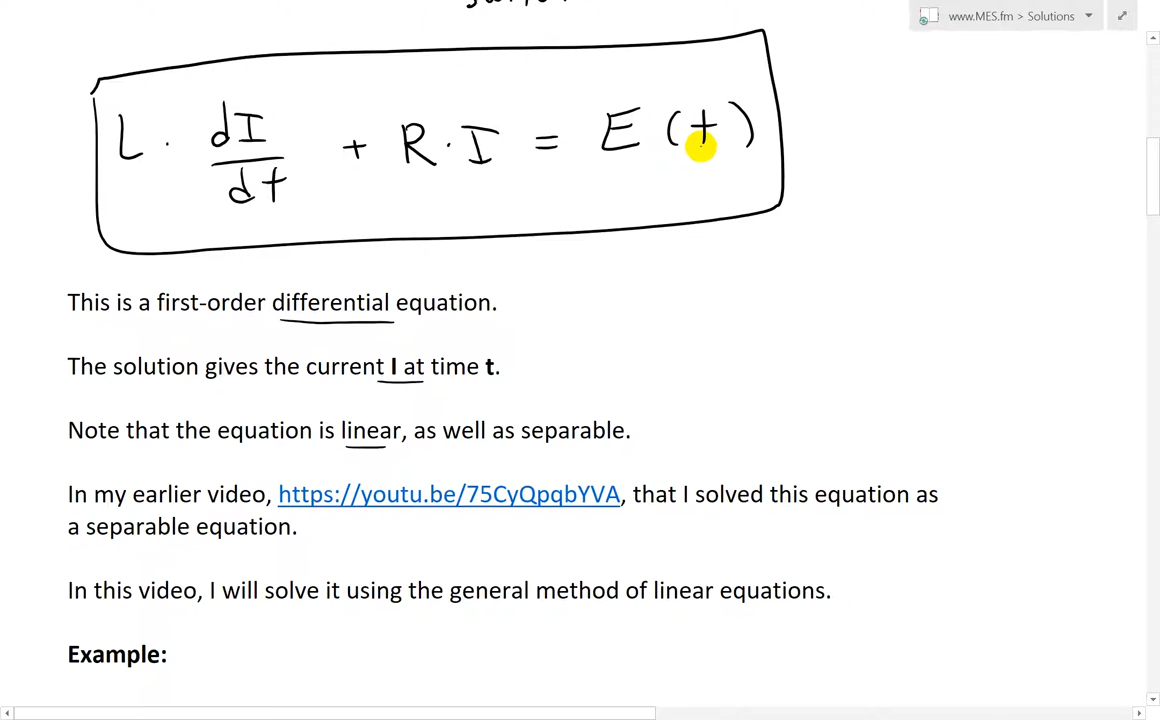 www.MES.fm > Solutions
L · dI/dt + R · I = E (t)
This is a first-order differential equation.
The solution gives the current I at time t.
Note that the equation is linear, as well as separable.
In my earlier video, https://youtu.be/75CyQpqbYVA, that I solved this equation as
a separable equation.
In this video, I will solve it using the general method of linear equations.
Example: